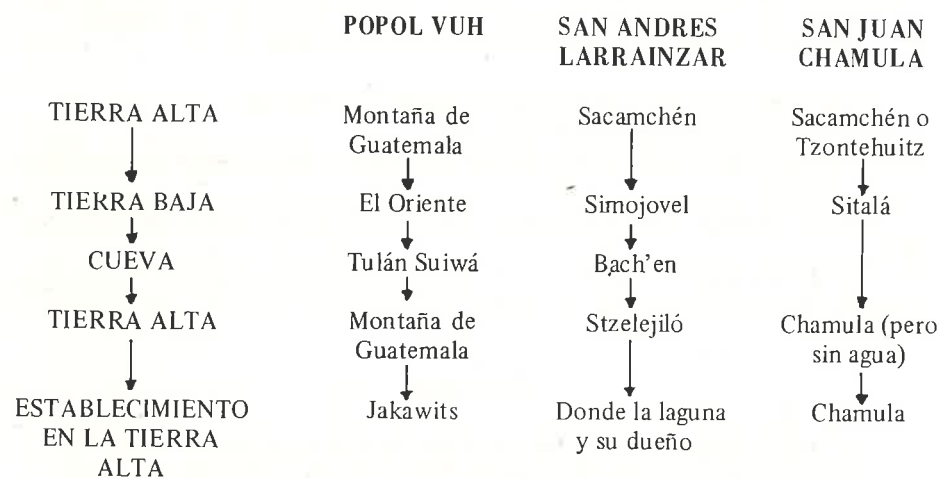 POPOL VUH
SAN ANDRES
LARRAINZAR
SAN JUAN
CHAMULA
TIERRA ALTA
Montaña de
Guatemala
Sacamchén
Sacamchén o
Tzontehuitz
TIERRA BAJA
El Oriente
Simojovel
Sitalá
CUEVA
Tulán Suiwá
Bach'en
TIERRA ALTA
Montaña de
Guatemala
Stzelejiló
Chamula (pero
sin agua)
ESTABLECIMIENTO
EN LA TIERRA
ALTA
Jakawits
Donde la laguna
y su dueño
Chamula